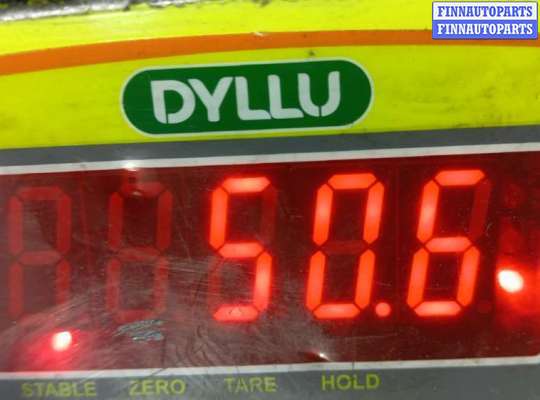 FINNAUTOPARTS
FINNAUTOPARTS
DYLLU
50.6
STABLE ZERO TARE HOLD